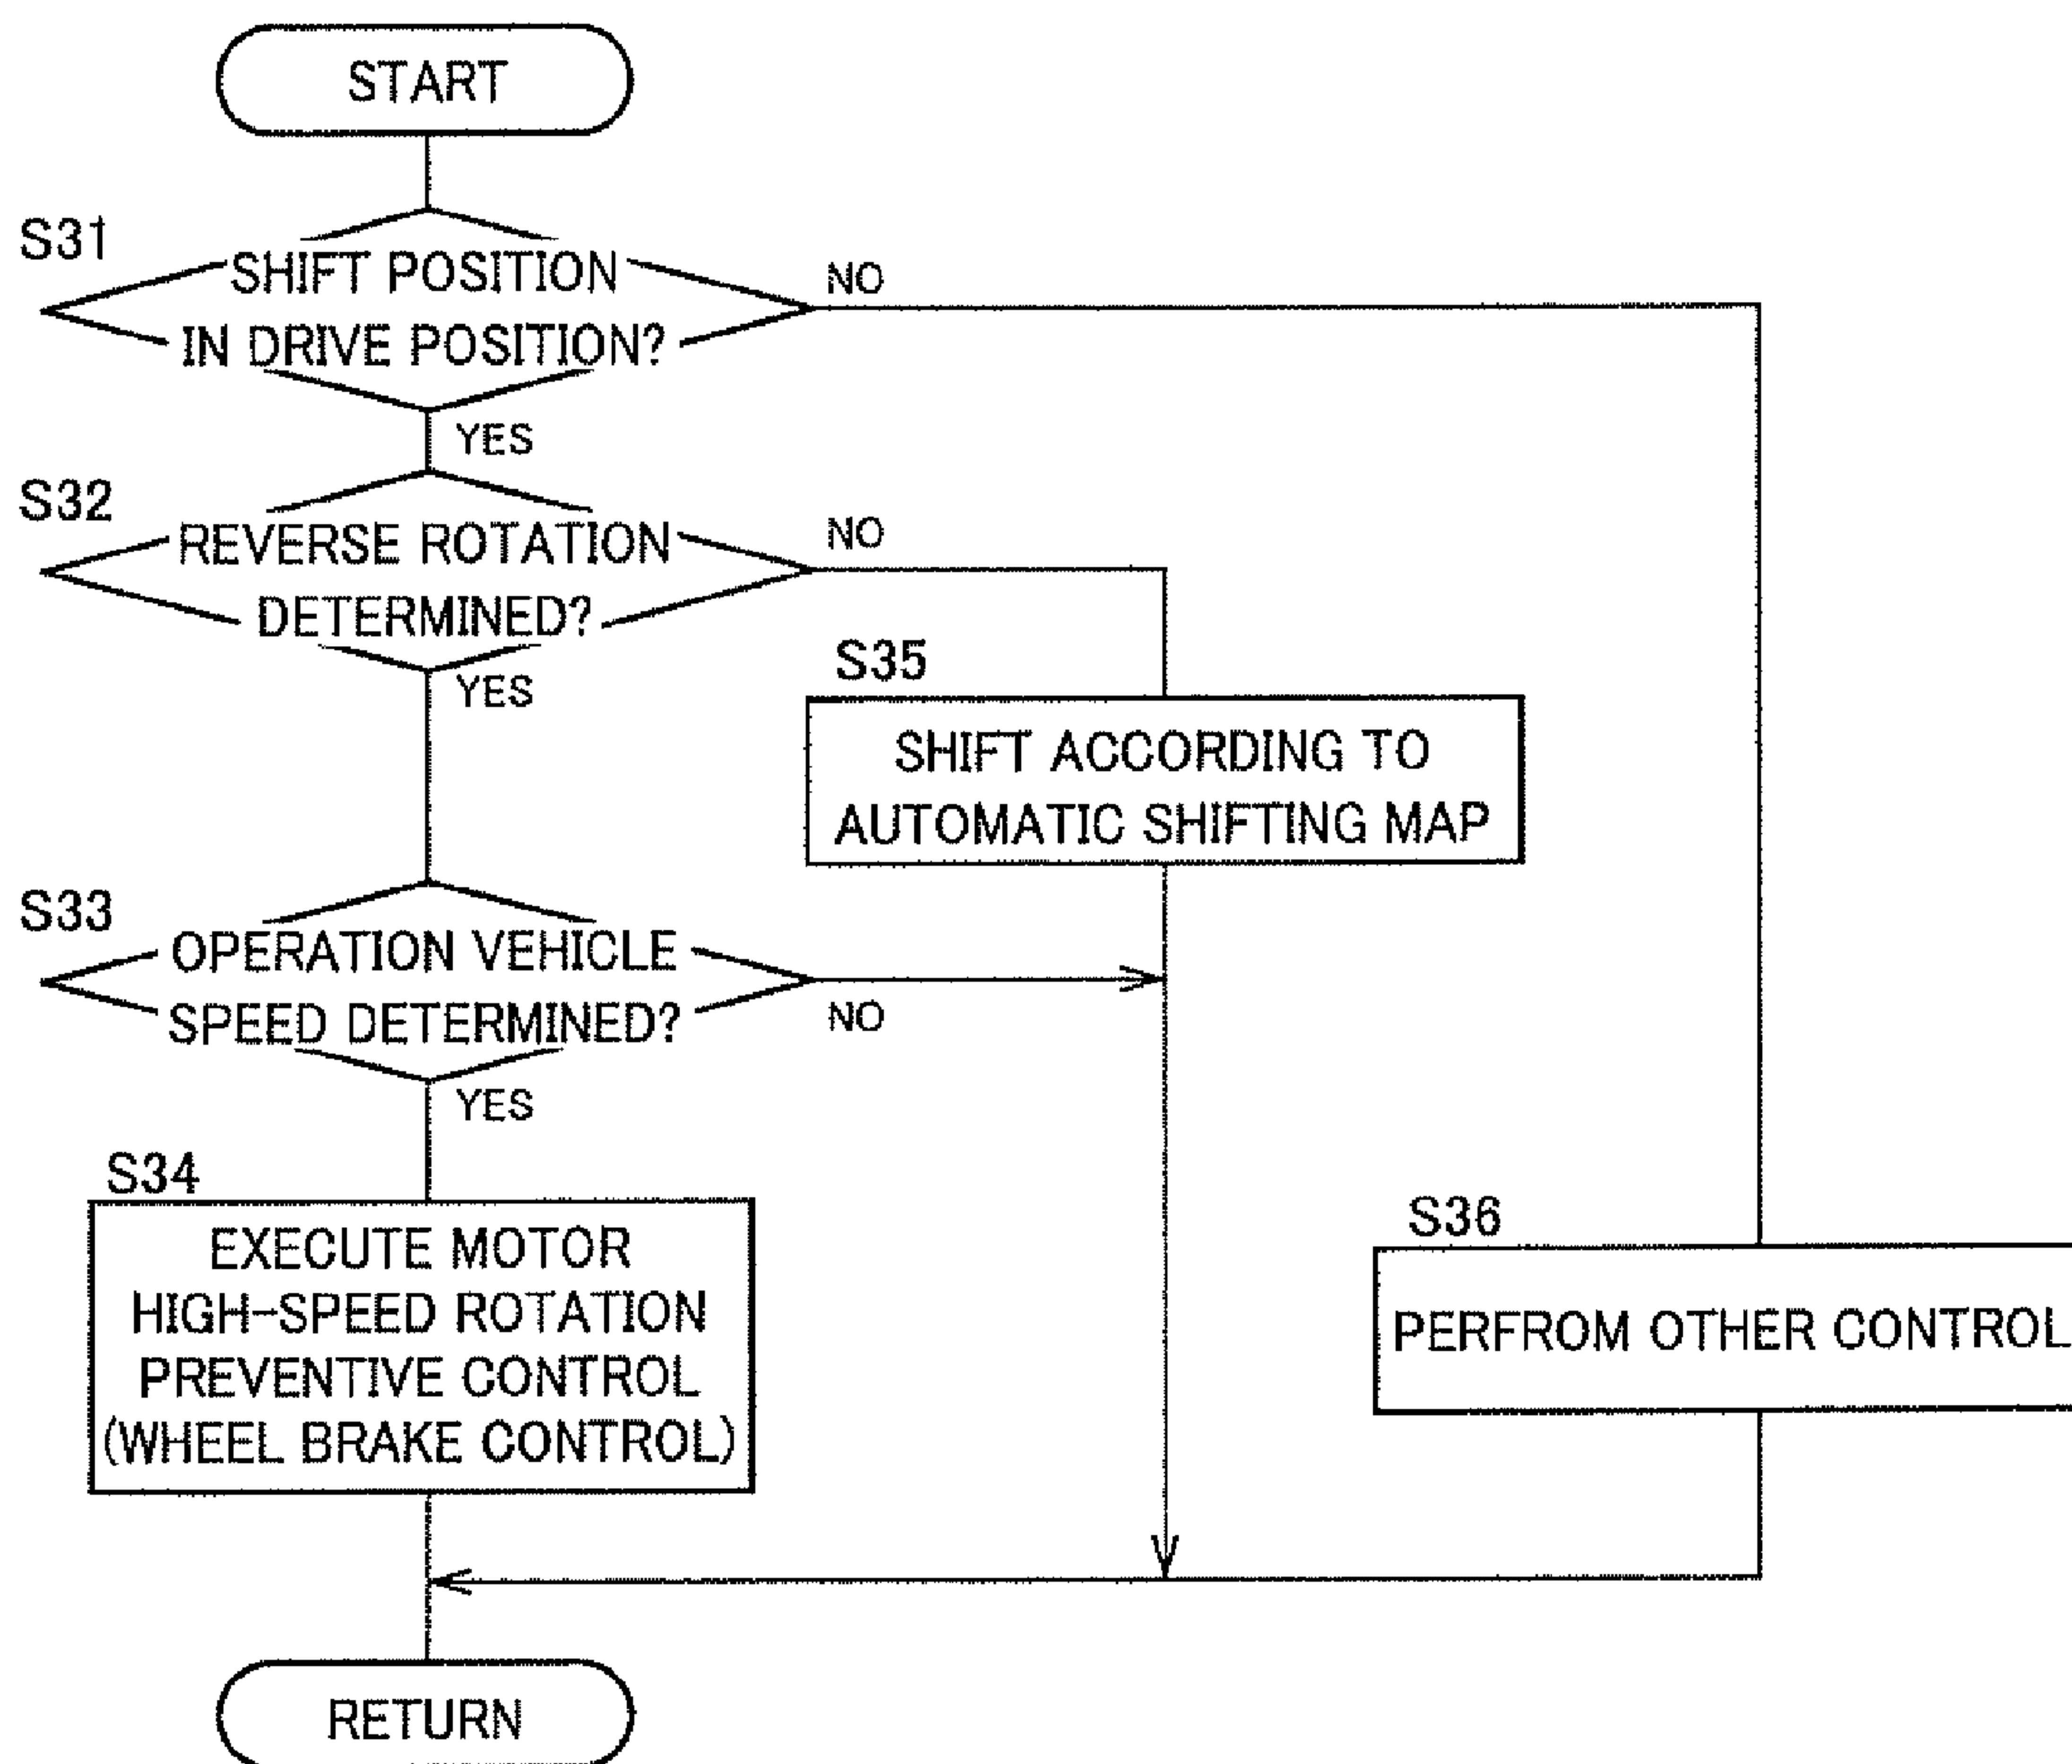 START
S31
SHIFT POSITION
IN DRIVE POSITION?
NO
YES
S32
REVERSE ROTATION
DETERMINED?
NO
YES
S35
SHIFT ACCORDING TO
AUTOMATIC SHIFTING MAP
S33
OPERATION VEHICLE
SPEED DETERMINED?
NO
YES
S34
EXECUTE MOTOR
HIGH-SPEED ROTATION
PREVENTIVE CONTROL
(WHEEL BRAKE CONTROL)
S36
PERFROM OTHER CONTROL
RETURN